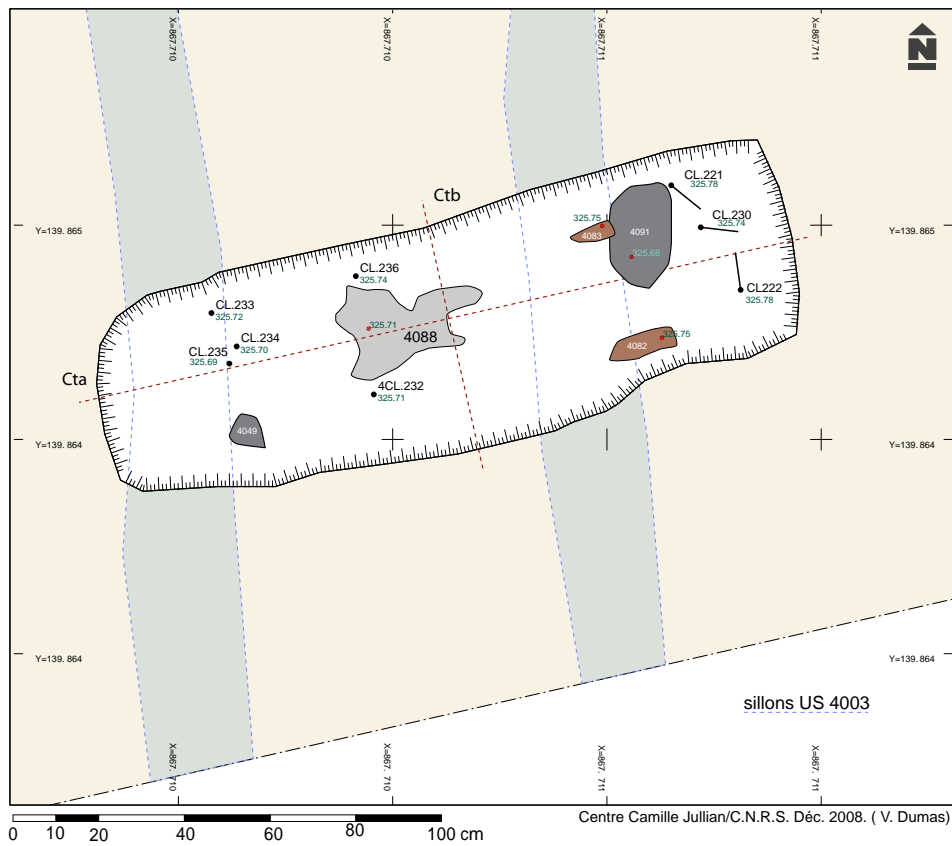 X=867.710
X=867.710
X=867.711
X=867.711
N
CL.221
325.78
Ctb
CL.230
325.74
Y=139. 865
325.75
4083
4091
Y=139.865
325.68
CL.236
325.74
CL222
325.78
CL.233
325.72
325.71
4088
CL.234
325.70
CL.235
325.69
325.75
4082
Cta
4CL.232
325.71
4049
Y=139. 864
Y=139.864
Y=139. 864
Y=139. 864
sillons US 4003
X=867. 710
X=867.710
X=867. 711
X=867. 711
0 10 20 40 60 80 100 cm
Centre Camille Jullian/C.N.R.S. Déc. 2008. ( V. Dumas)